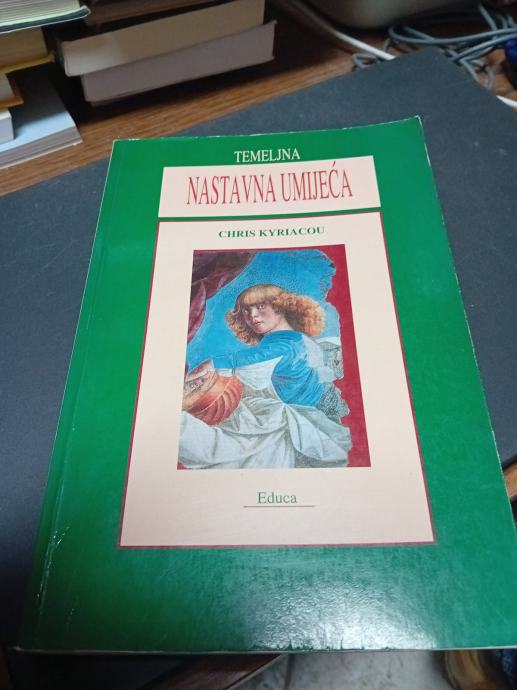 TEMELJNA
NASTAVNA UMIJEĆA
CHRIS KYRIACOU
Educa